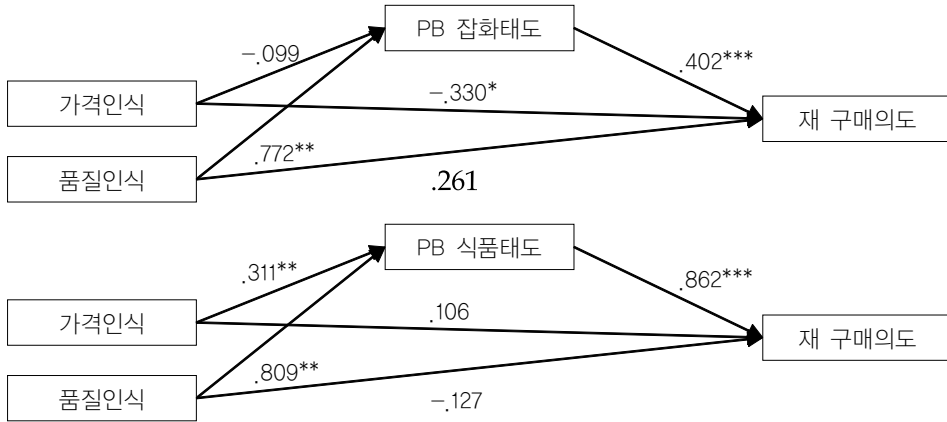 PB 잡화태도
-.099
.402***
가격인식
-.330*
재 구매의도
.772**
품질인식
.261
PB 식품태도
.311**
.862***
가격인식
.106
재 구매의도
.809**
품질인식
-.127